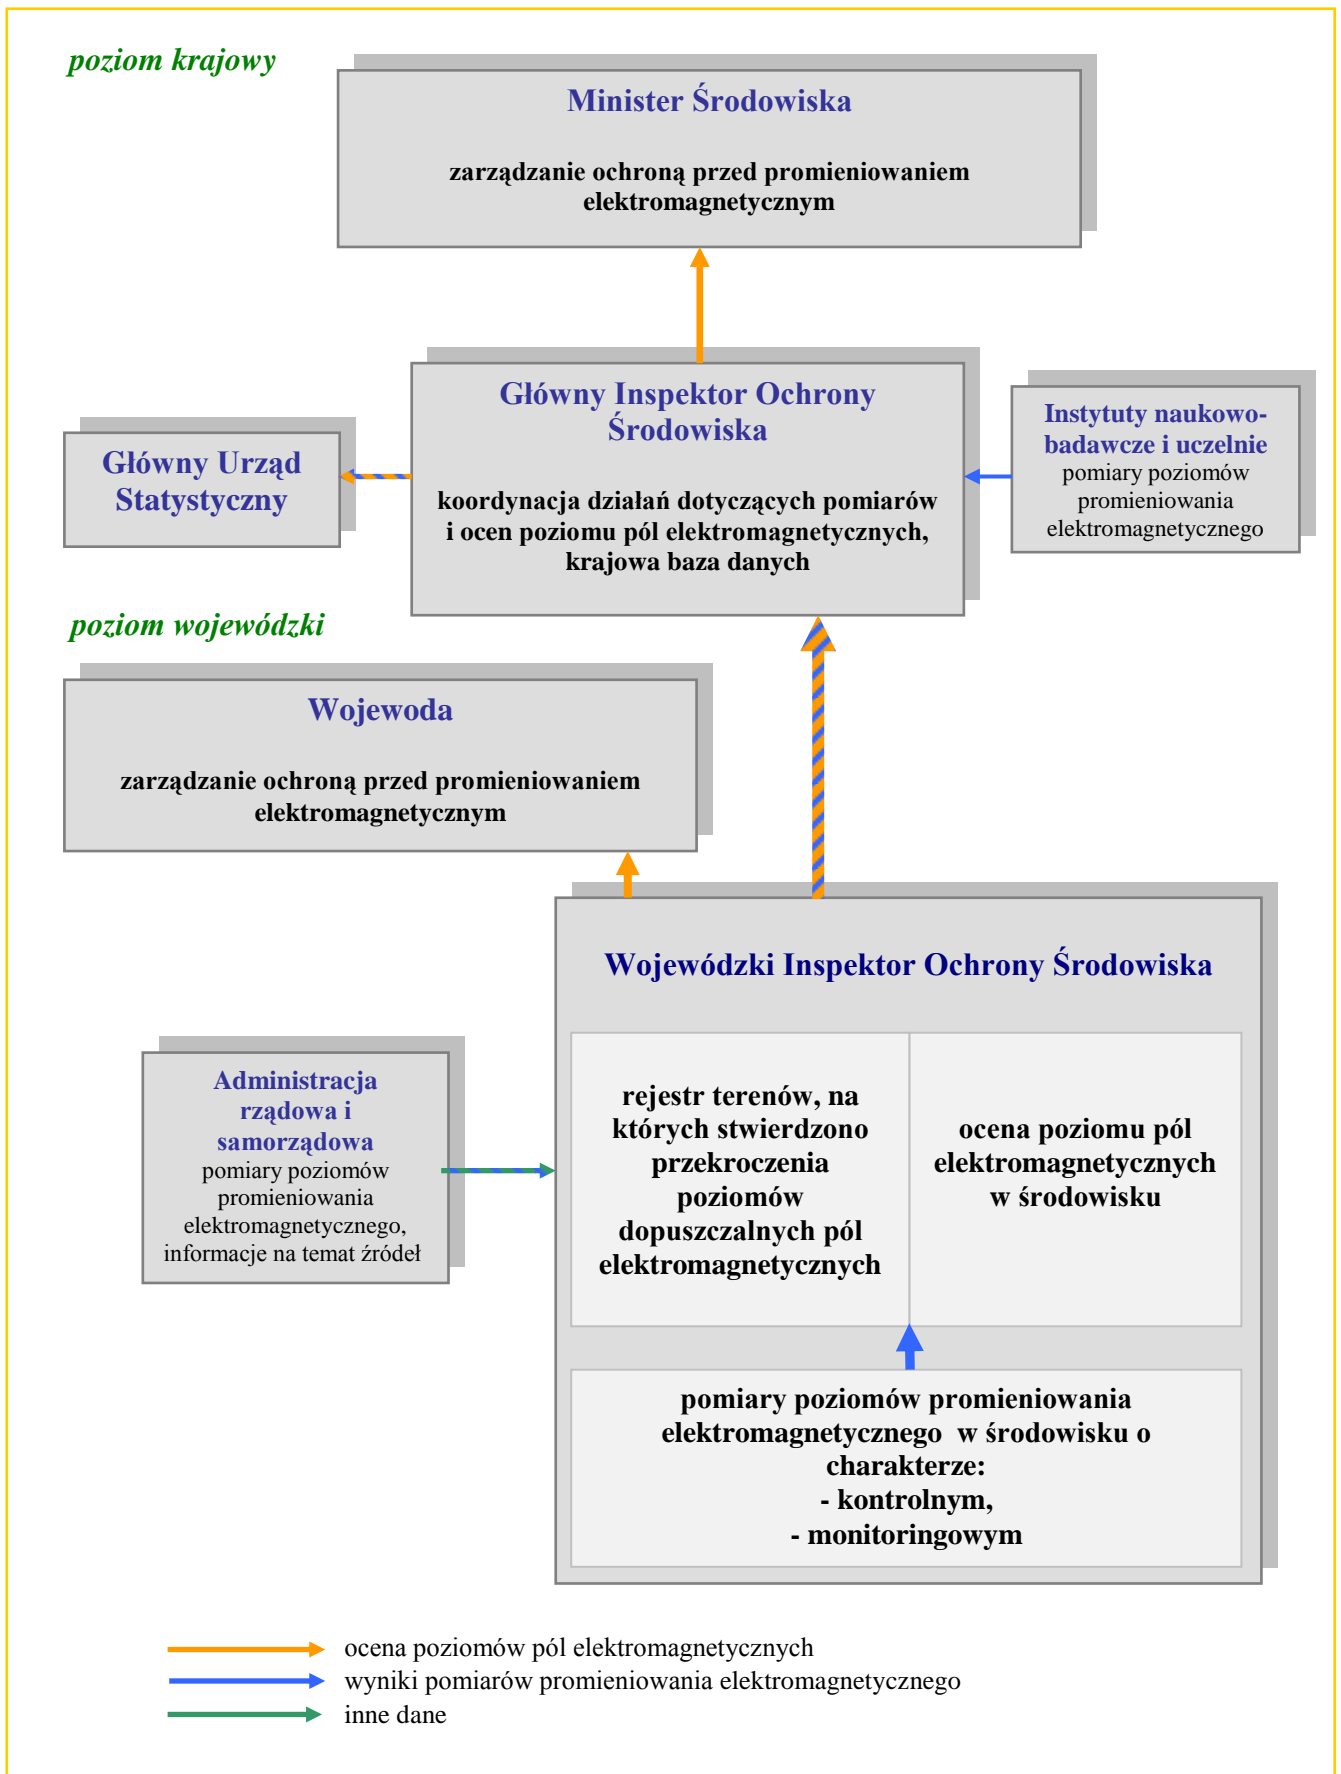 poziom krajowy
Minister Środowiska
zarządzanie ochroną przed promieniowaniem
elektromagnetycznym
Główny Inspektor Ochrony
Środowiska
koordynacja działań dotyczących pomiarów
i ocen poziomu pól elektromagnetycznych,
krajowa baza danych
Instytuty naukowo-
badawcze i uczelnie
pomiary poziomów
promieniowania
elektromagnetycznego
Główny Urząd
Statystyczny
poziom wojewódzki
Wojewoda
zarządzanie ochroną przed promieniowaniem
elektromagnetycznym
Wojewódzki Inspektor Ochrony Środowiska
Administracja
rządowa i
samorządowa
pomiary poziomów
promieniowania
elektromagnetycznego,
informacje na temat źródeł
rejestr terenów, na
których stwierdzono
przekroczenia
poziomów
dopuszczalnych pól
elektromagnetycznych
ocena poziomu pól
elektromagnetycznych
w środowisku
pomiary poziomów promieniowania
elektromagnetycznego w środowisku o
charakterze:
- kontrolnym,
- monitoringowym
ocena poziomów pól elektromagnetycznych
wyniki pomiarów promieniowania elektromagnetycznego
inne dane